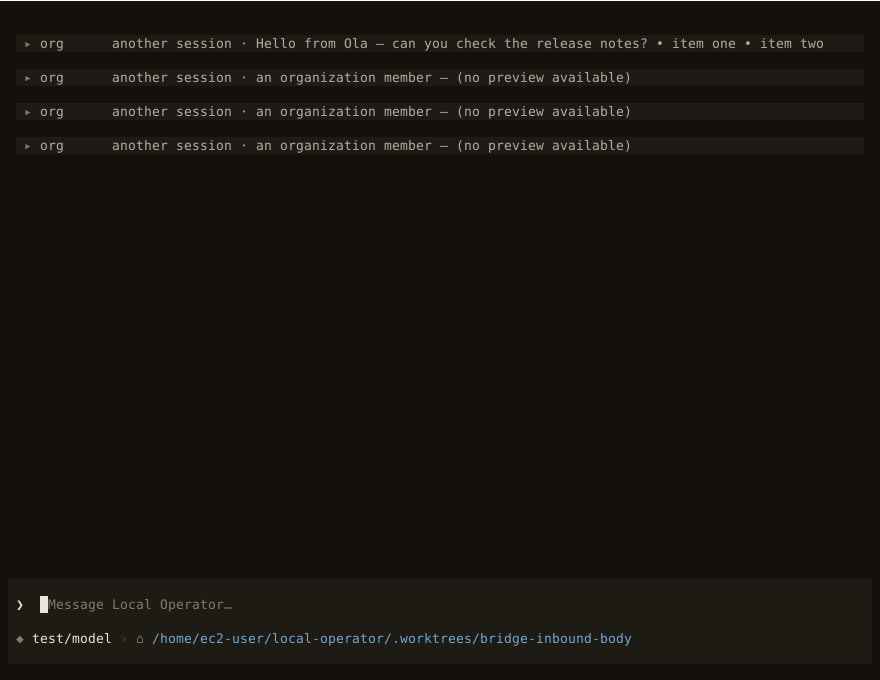 ▸ org another session · Hello from Ola — can you check the release notes? • item one • item two
▸ org another session · an organization member — (no preview available)
▸ org another session · an organization member — (no preview available)
▸ org another session · an organization member — (no preview available)
❯ Message Local Operator…
◆ test/model › ⌂ /home/ec2-user/local-operator/.worktrees/bridge-inbound-body